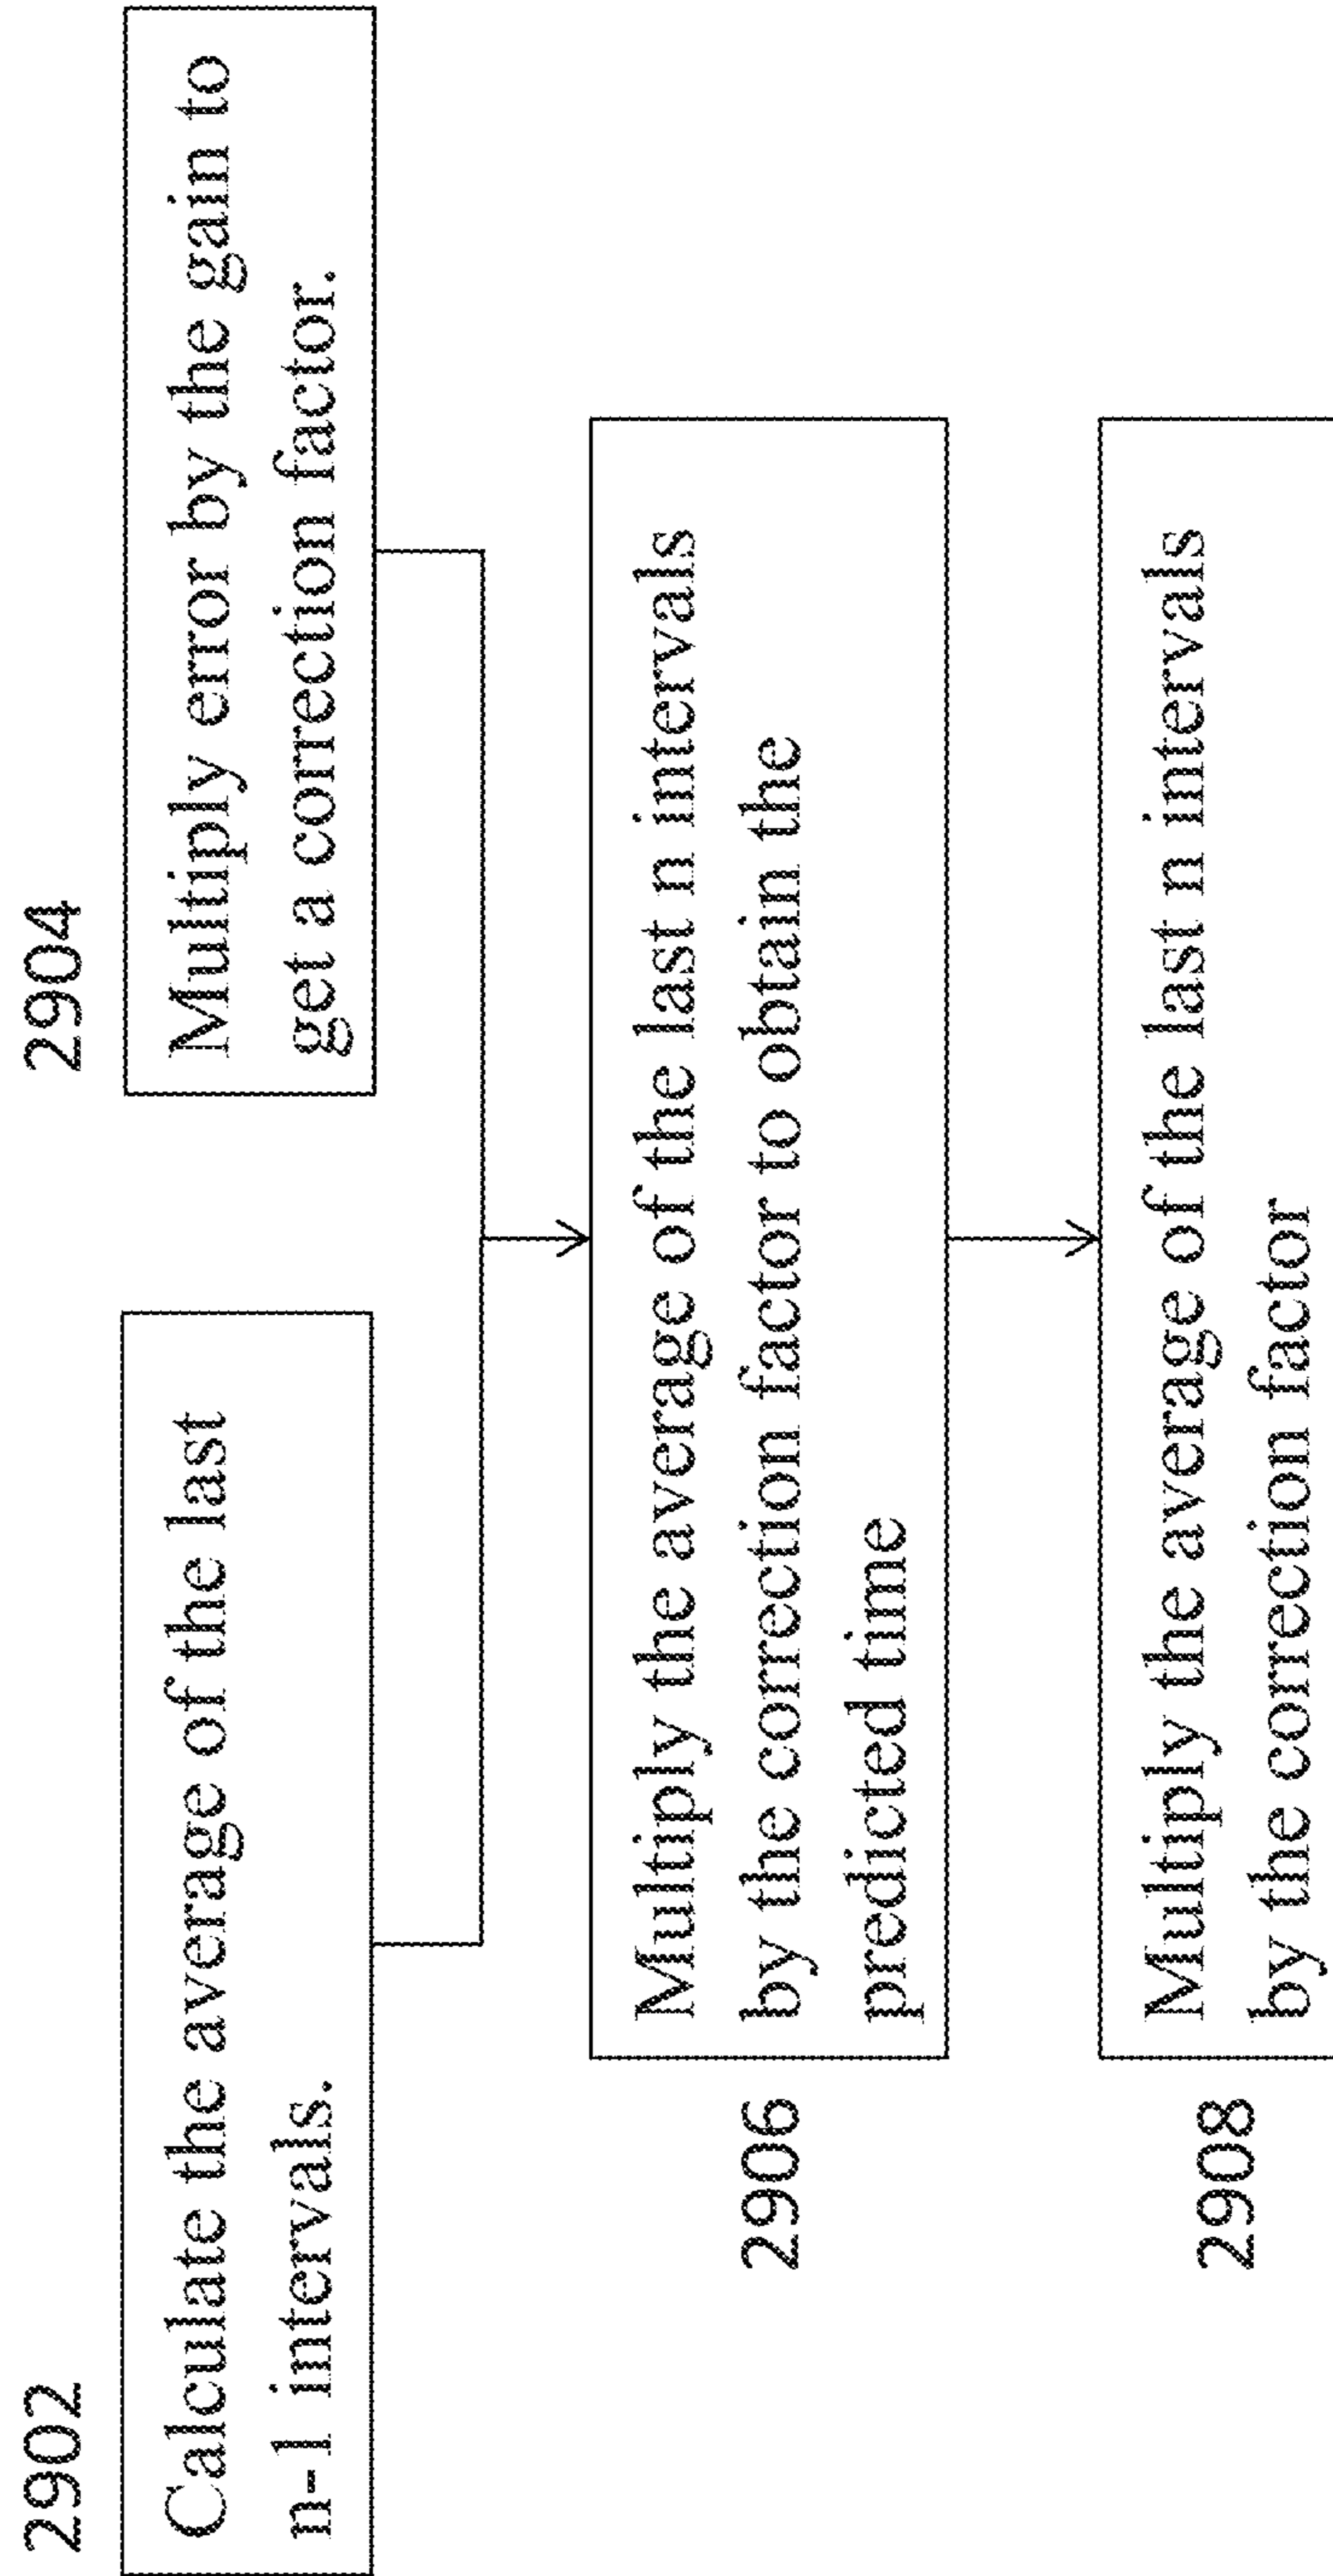 2902
Calculate the average of the last
n-1 intervals.
2904
Multiply error by the gain to
get a correction factor.
2906
Multiply the average of the last n intervals
by the correction factor to obtain the
predicted time
2908
Multiply the average of the last n intervals
by the correction factor